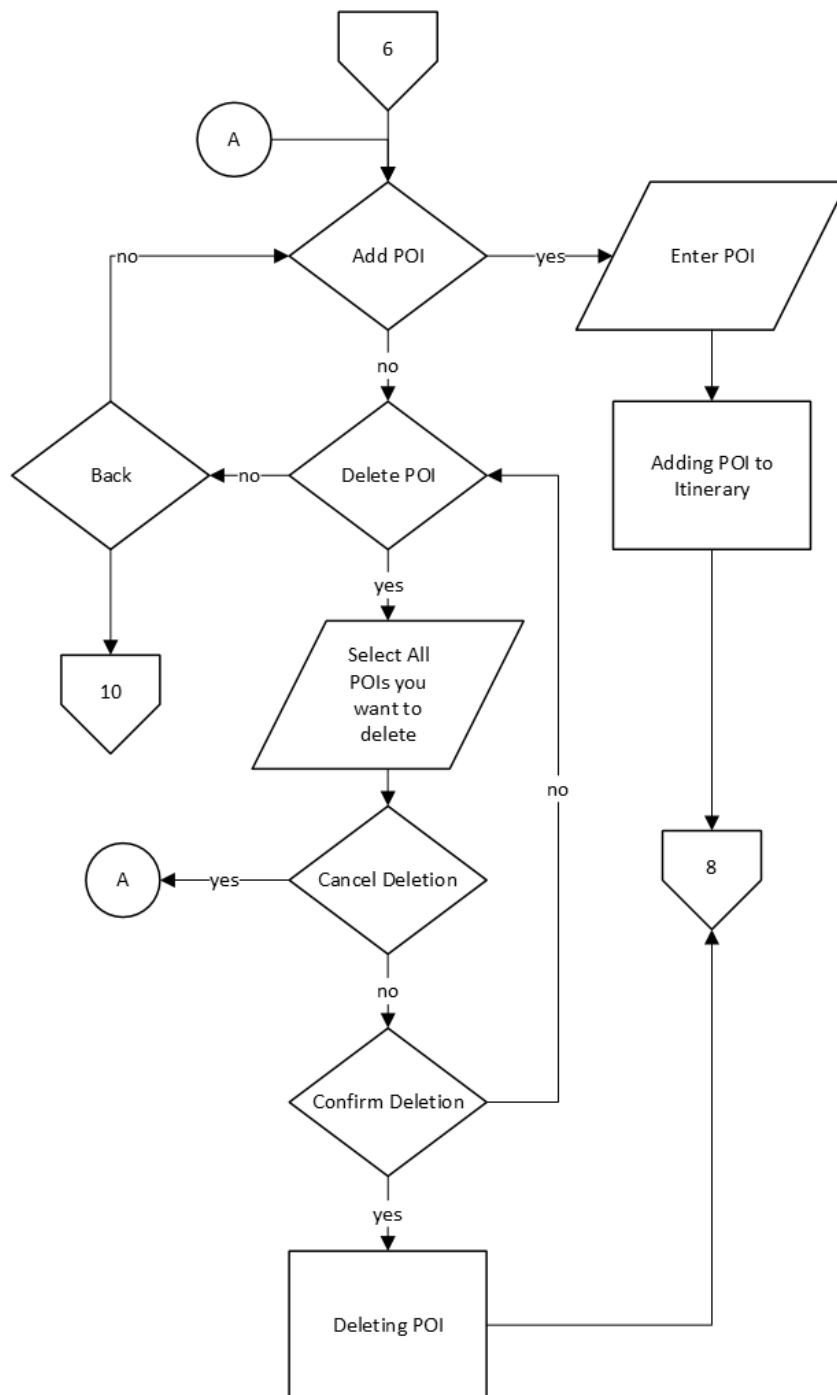 6
A
Add POI
yes
Enter POI
no
no
Back
no
Delete POI
Adding POI to
Itinerary
yes
10
Select All
POIs you
want to
delete
no
A
yes
Cancel Deletion
8
no
Confirm Deletion
yes
Deleting POI